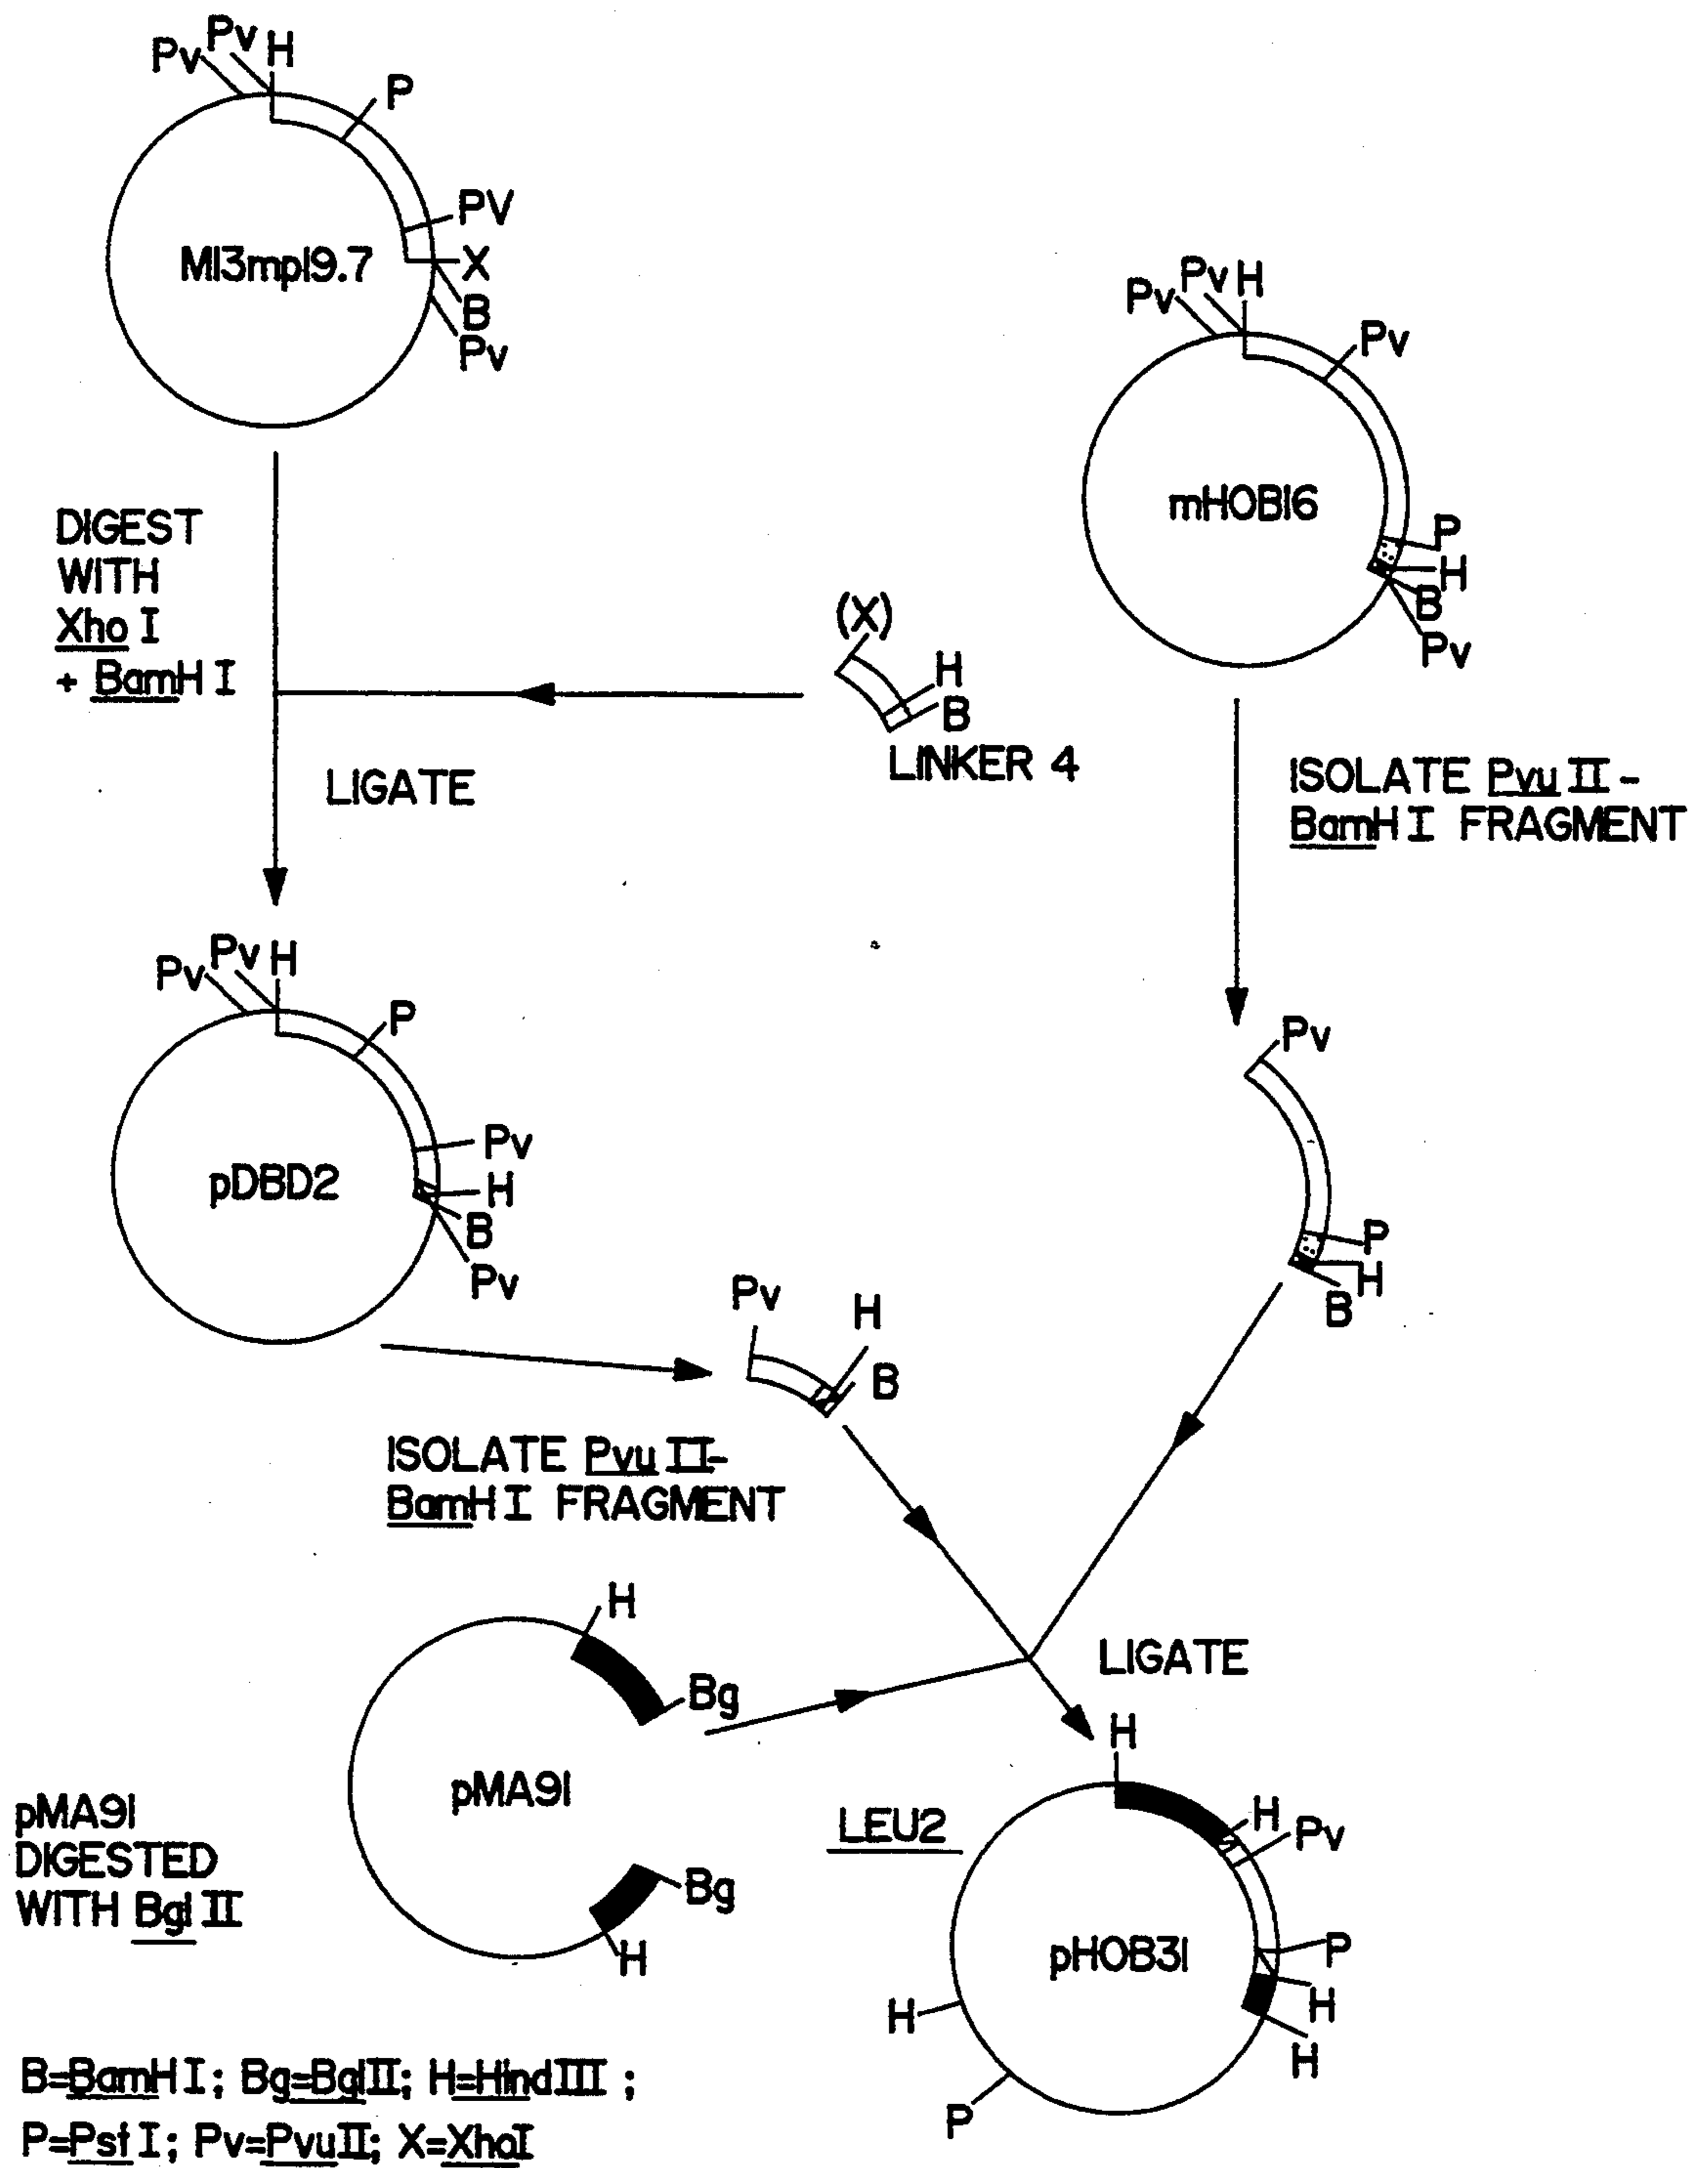 Pv
Pv
H
P
PV
M13mp19.7
X
B
Pv
Pv
Pv
H
Pv
mHOB16
P
H
B
Pv
DIGEST
WITH
Xho I
+ BamH I
(X)
H
B
LINKER 4
LIGATE
ISOLATE Pvu II-
BamH I FRAGMENT
Pv
Pv
H
P
Pv
pDBD2
H
B
Pv
Pv
P
H
B
Pv
H
B
ISOLATE Pvu II-
BamH I FRAGMENT
H
Bg
LIGATE
pMA91
Bg
H
pMA91
DIGESTED
WITH Bgl II
H
LEU2
H
Pv
pHOB31
P
H
H
H
P
B=BamH I; Bg=BglII; H=HindIII ;
P=Pst I; Pv=PvuII; X=XhoI